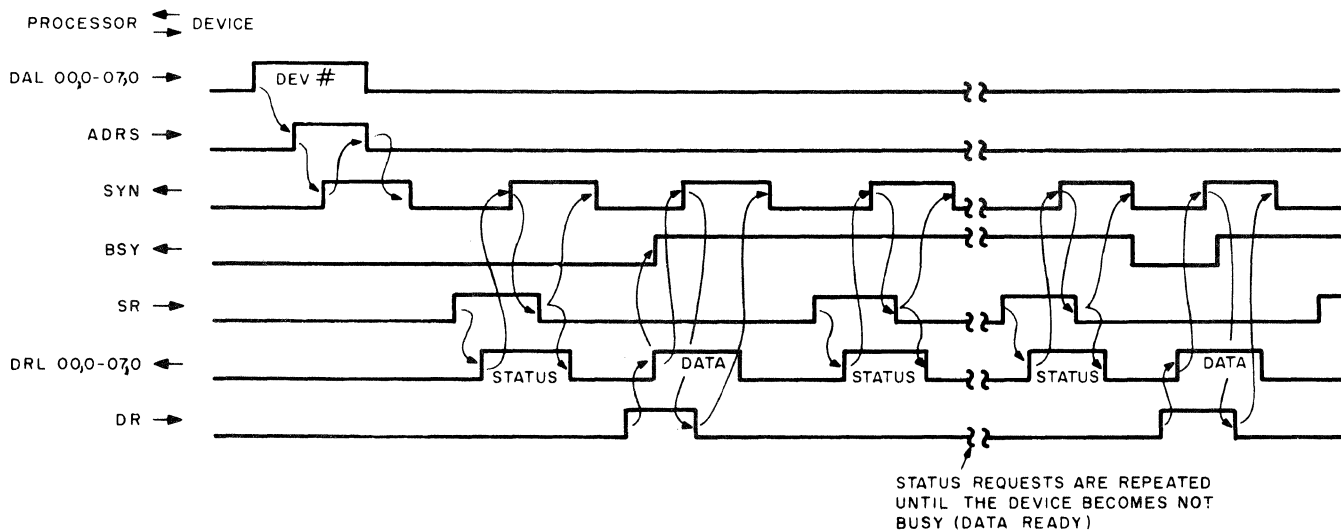 PROCESSOR DEVICE
DAL 00,0-07,0
DEV #
ADRS
SYN
BSY
SR
DRL 00,0-07,0
STATUS DATA STATUS STATUS DATA
DR
STATUS REQUESTS ARE REPEATED
UNTIL THE DEVICE BECOMES NOT
BUSY (DATA READY)